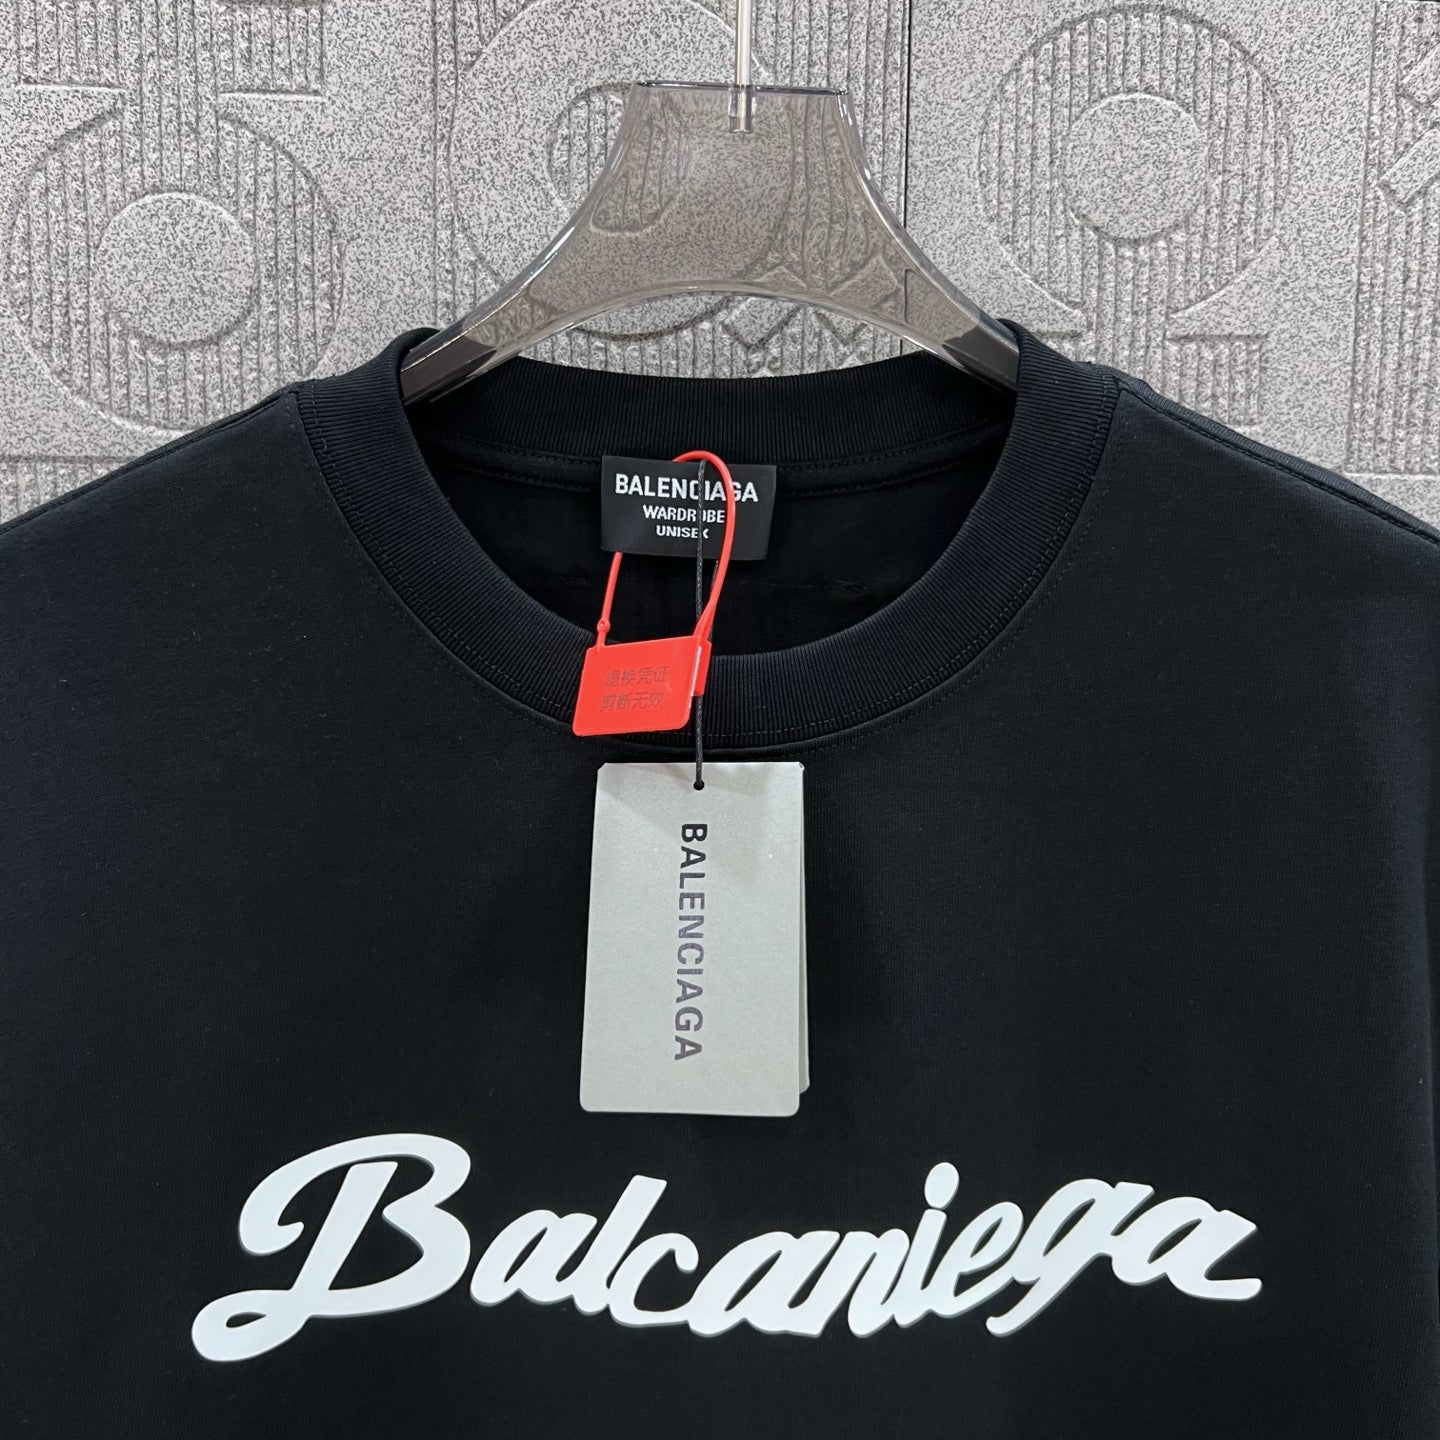 BALENCIAGA
WARDROBE
UNISEX
退换凭证
剪断无效
BALENCIAGA
Balcaniega